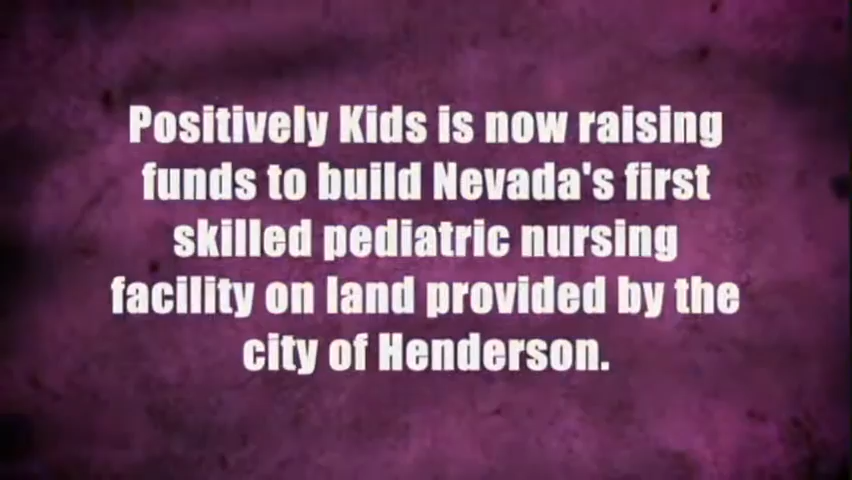 Positively Kids is now raising
funds to build Nevada's first
skilled pediatric nursing
facility on land provided by the
city of Henderson.